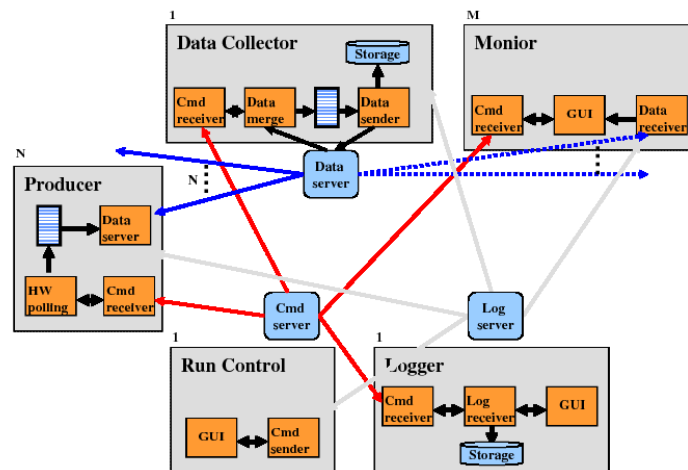 1
Data Collector
Storage
Cmd
receiver
Data
merge
Data
sender
M
Monior
Cmd
receiver
GUI
Data
receiver
N
N
Data
server
Producer
Data
server
HW
polling
Cmd
receiver
Cmd
server
Log
server
1
Run Control
GUI
Cmd
sender
1
Logger
Cmd
receiver
Log
receiver
GUI
Storage